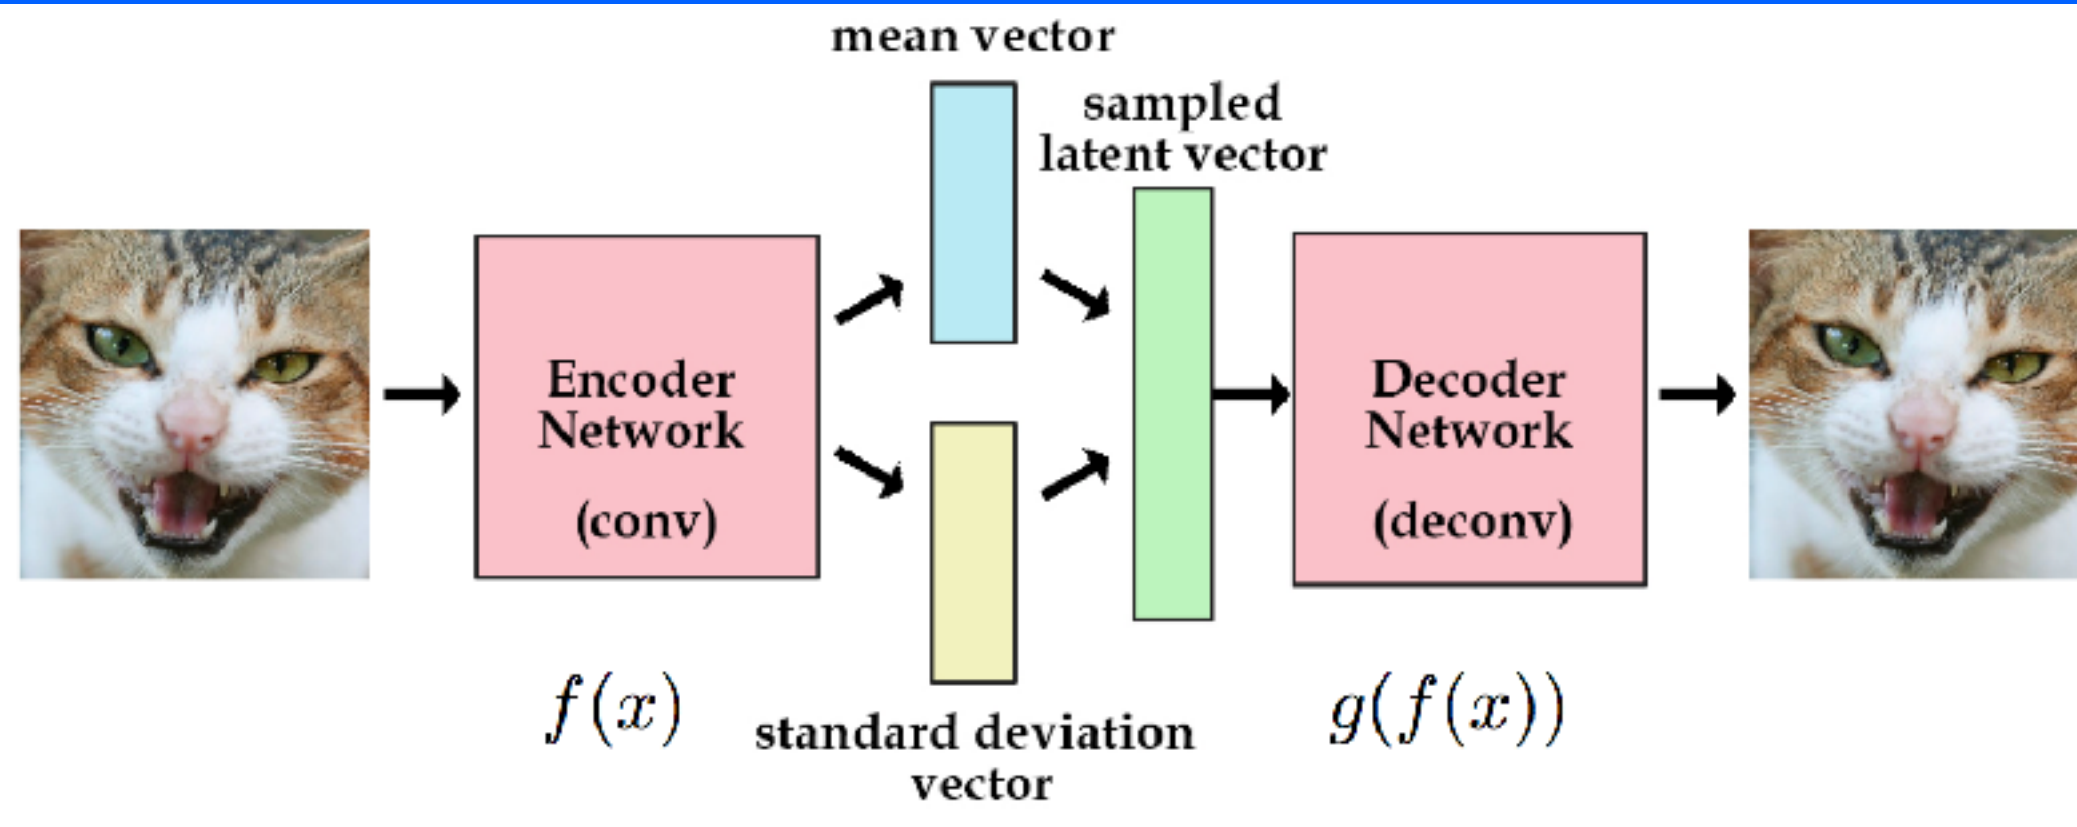 mean vector
sampled
latent vector
Encoder
Network
(conv)
Decoder
Network
(deconv)
f(x)
g(f(x))
standard deviation
vector